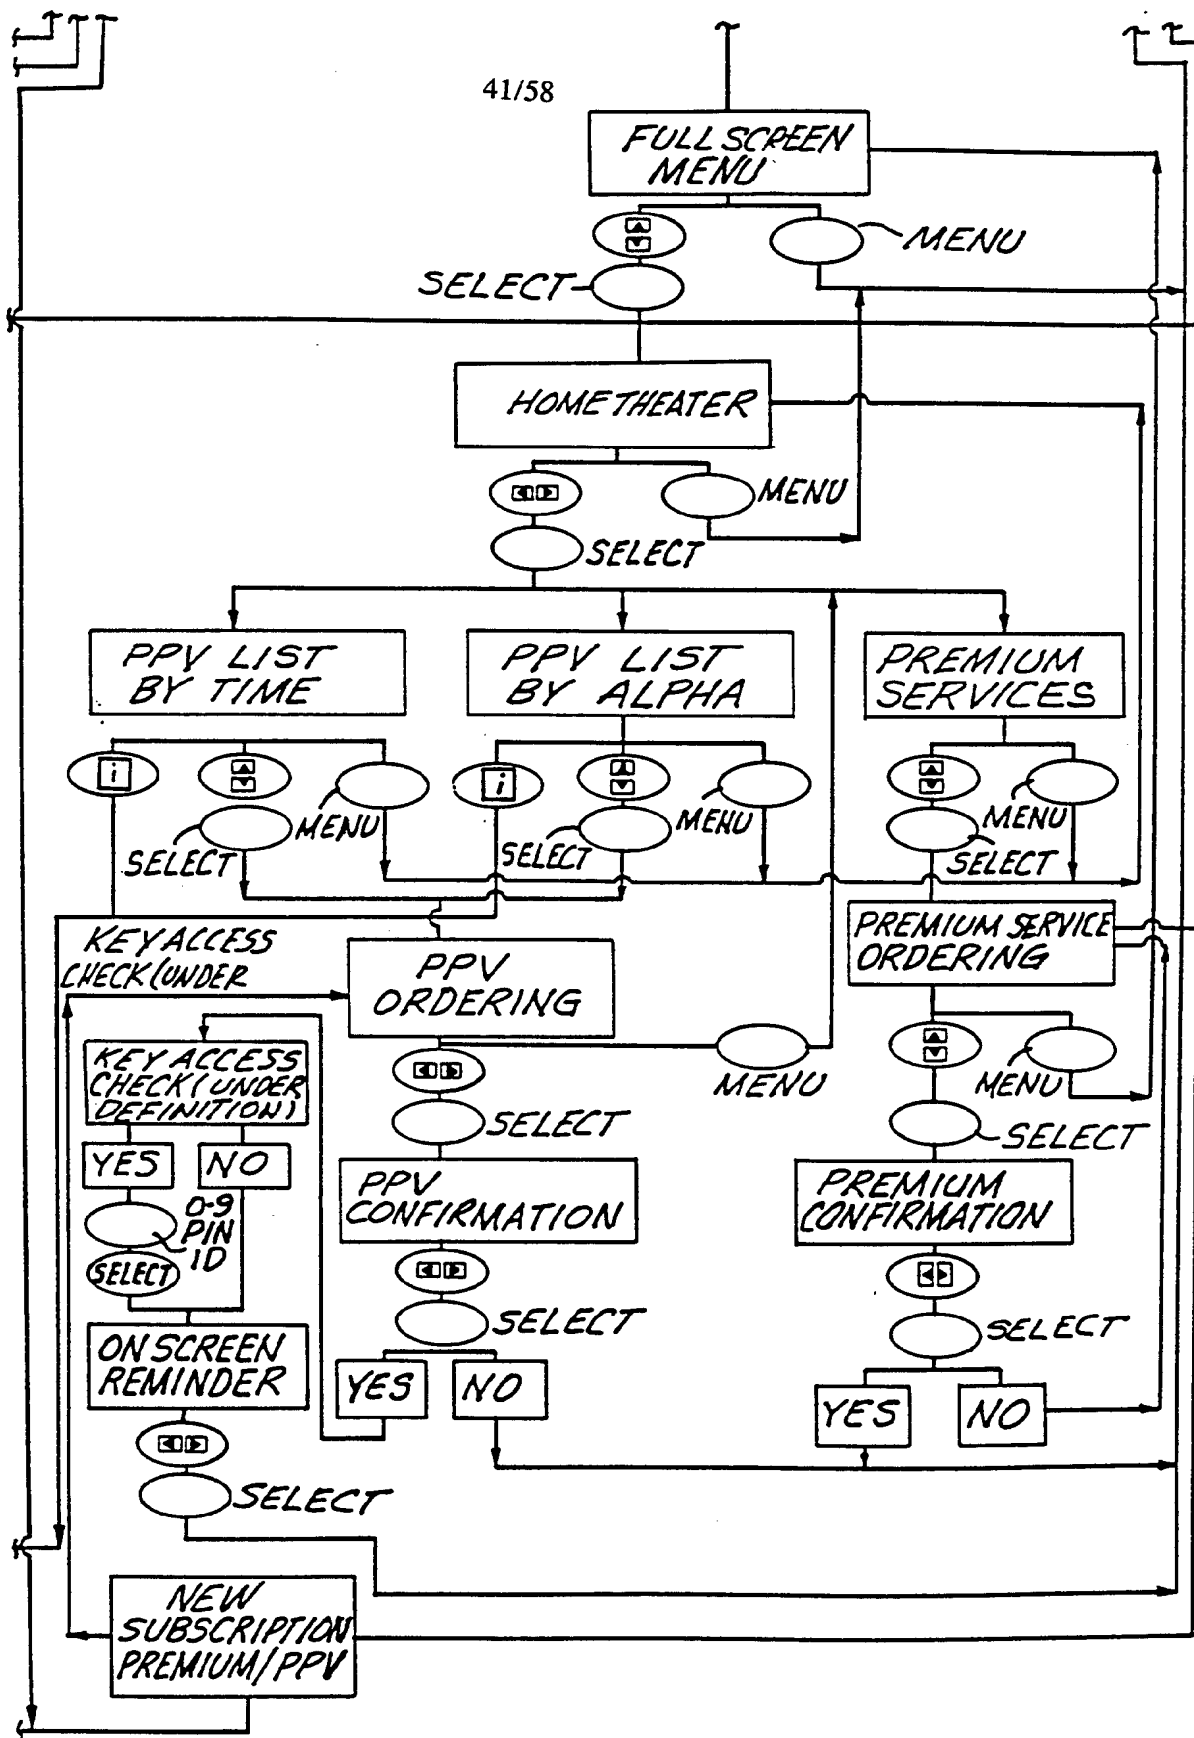 41/58
FULL SCREEN
MENU
MENU
SELECT
HOME THEATER
MENU
SELECT
PPV LIST
BY TIME
PPV LIST
BY ALPHA
PREMIUM
SERVICES
i
i
MENU
SELECT
MENU
SELECT
MENU
SELECT
KEY ACCESS
CHECK (UNDER
PPV
ORDERING
PREMIUM SERVICE
ORDERING
KEY ACCESS
CHECK (UNDER
DEFINITION)
MENU
MENU
SELECT
SELECT
YES
NO
0-9
PIN
ID
SELECT
PPV
CONFIRMATION
PREMIUM
CONFIRMATION
SELECT
SELECT
ON SCREEN
REMINDER
YES
NO
YES
NO
SELECT
NEW
SUBSCRIPTION
PREMIUM/PPV